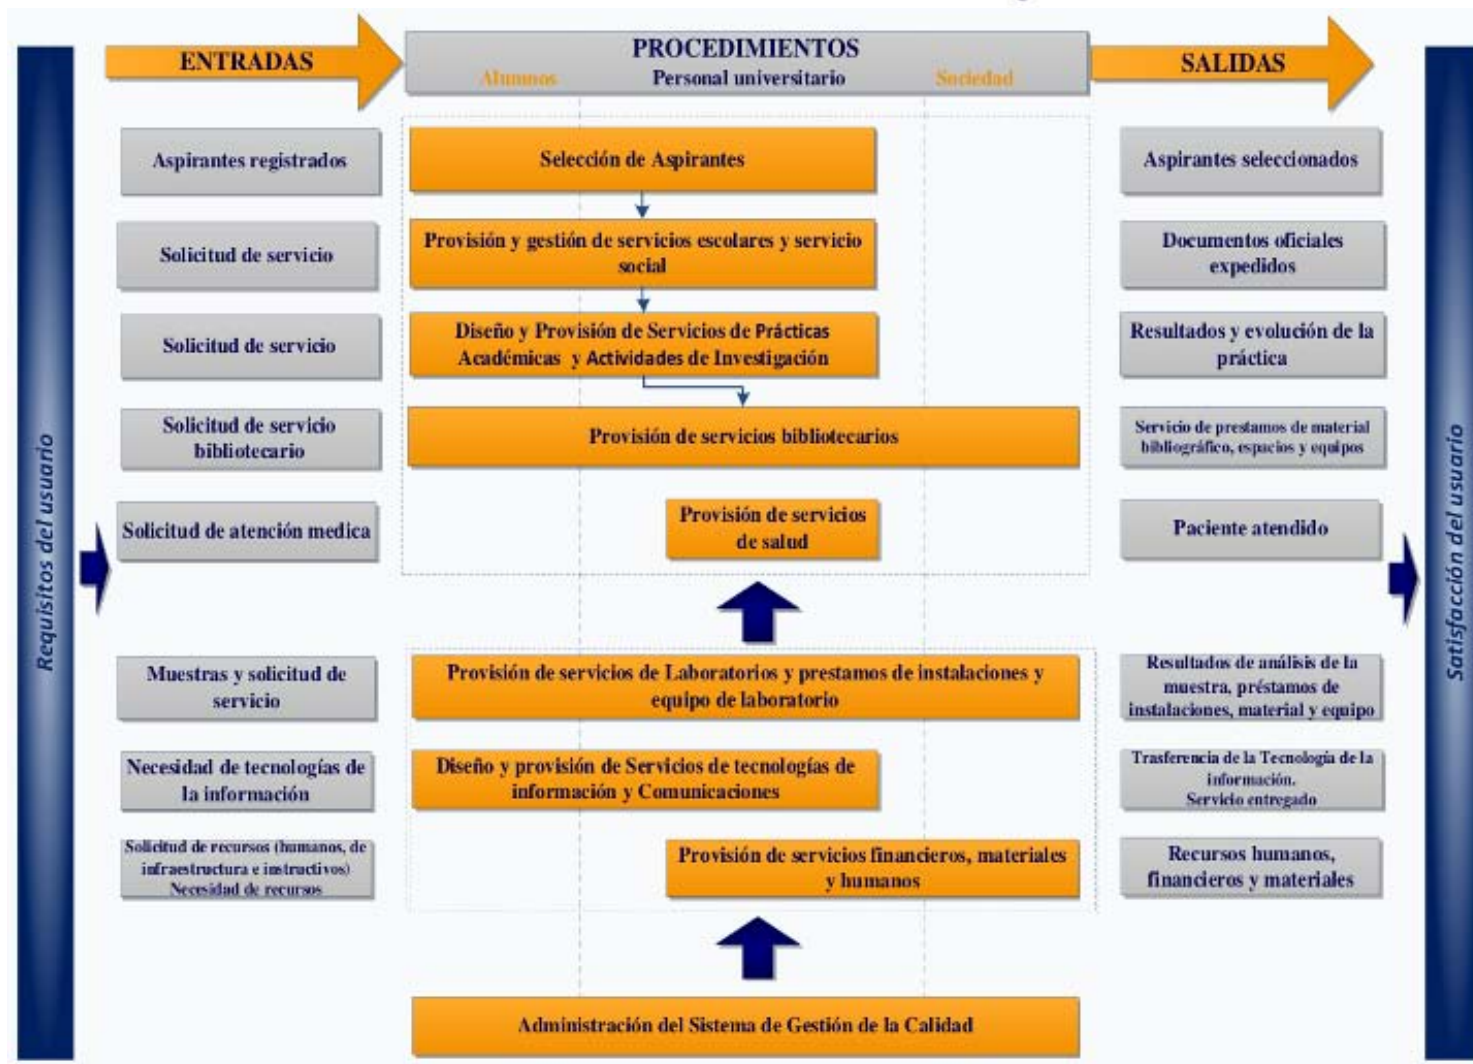 ENTRADAS
PROCEDIMIENTOS
Alumnos
Personal universitario
Sociedad
SALIDAS
Requisitos del usuario
Aspirantes registrados
Selección de Aspirantes
Aspirantes seleccionados
Solicitud de servicio
Provisión y gestión de servicios escolares y servicio
social
Documentos oficiales
expedidos
Solicitud de servicio
Diseño y Provisión de Servicios de Prácticas
Académicas y Actividades de Investigación
Resultados y evolución de la
práctica
Solicitud de servicio
bibliotecario
Provisión de servicios bibliotecarios
Servicio de prestamos de material
bibliográfico, espacios y equipos
Solicitud de atención medica
Provisión de servicios
de salud
Paciente atendido
Muestras y solicitud de
servicio
Provisión de servicios de Laboratorios y prestamos de instalaciones y
equipo de laboratorio
Resultados de análisis de la
muestra, préstamos de
instalaciones, material y equipo
Necesidad de tecnologías de
la información
Diseño y provisión de Servicios de tecnologías de
información y Comunicaciones
Trasferencia de la Tecnología de la
información.
Servicio entregado
Solicitud de recursos (humanos, de
infraestructura e instructivos)
Necesidad de recursos
Provisión de servicios financieros, materiales
y humanos
Recursos humanos,
financieros y materiales
Administración del Sistema de Gestión de la Calidad
Satisfacción del usuario